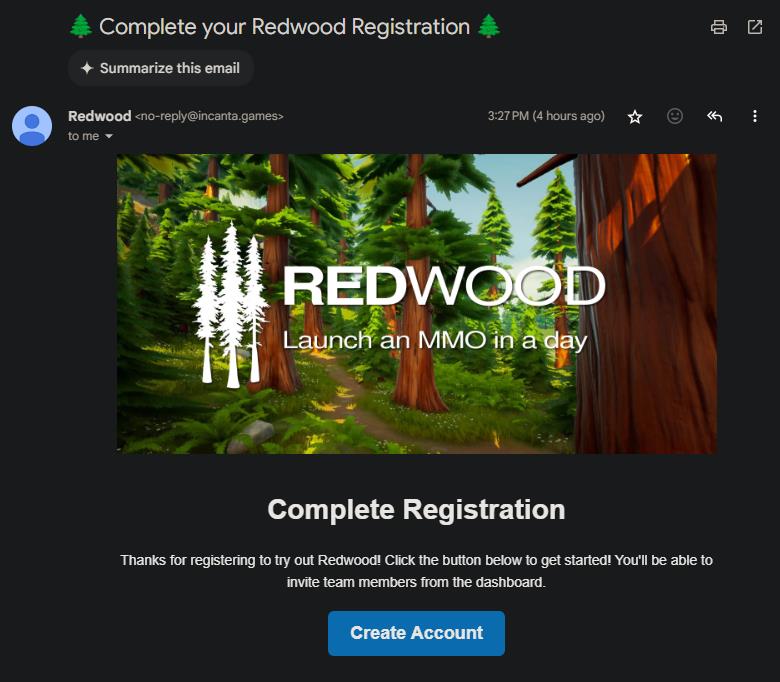 🌲 Complete your Redwood Registration 🌲
Summarize this email
Redwood <no-reply@incanta.games>
3:27 PM (4 hours ago)
to me
REDWOOD
Launch an MMO in a day
Complete Registration
Thanks for registering to try out Redwood! Click the button below to get started! You'll be able to
invite team members from the dashboard.
Create Account